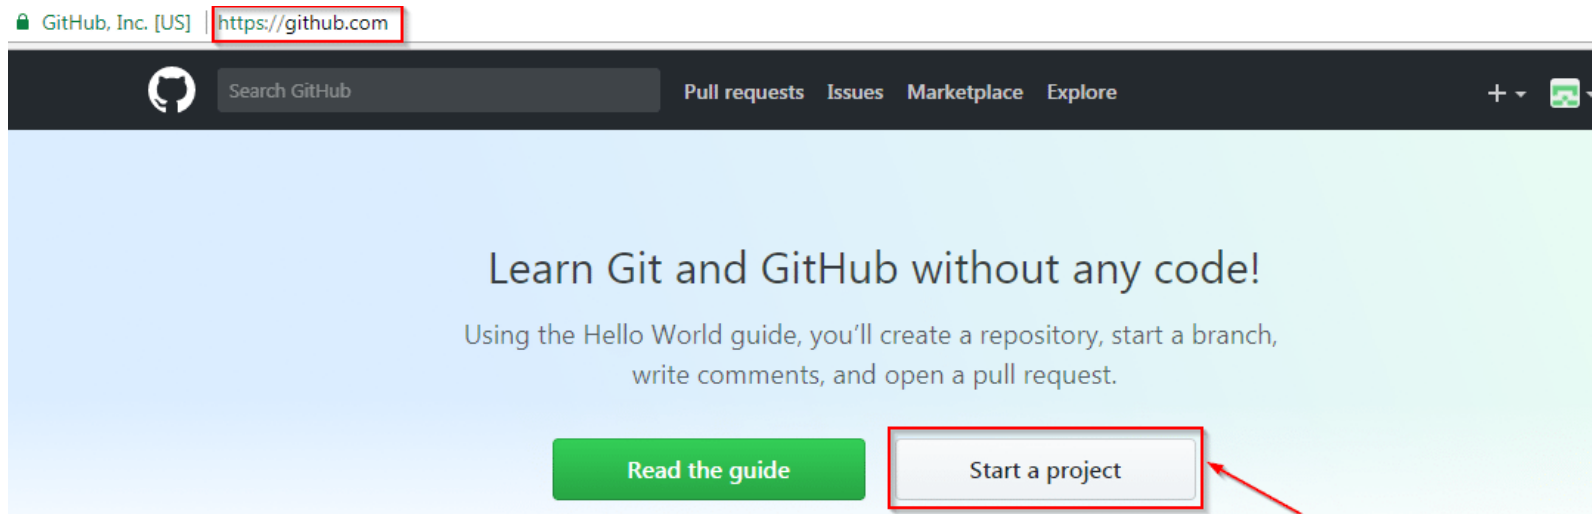 GitHub, Inc. [US] https://github.com
Search GitHub Pull requests Issues Marketplace Explore
Learn Git and GitHub without any code!
Using the Hello World guide, you’ll create a repository, start a branch,
write comments, and open a pull request.
Read the guide Start a project